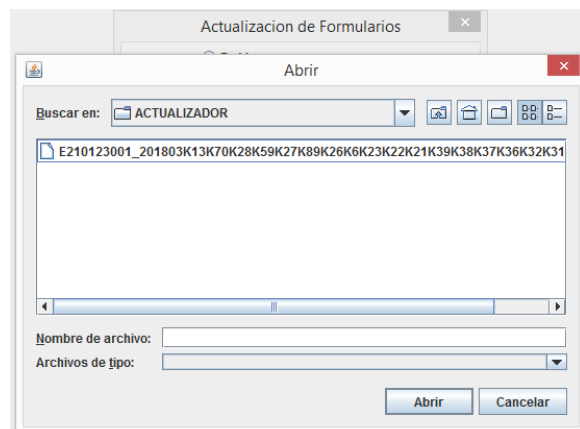 Actualizacion de Formularios
Abrir
Buscar en: ACTUALIZADOR
E210123001_201803K13K70K28K59K27K89K26K6K23K22K21K39K38K37K36K32K31
Nombre de archivo:
Archivos de tipo:
Abrir Cancelar